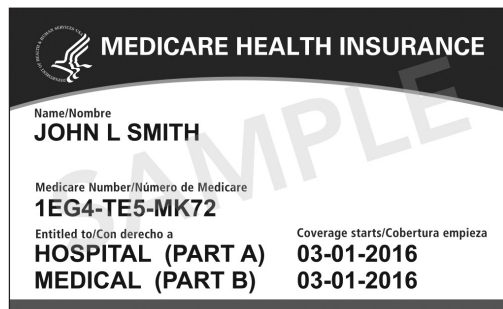 MEDICARE HEALTH INSURANCE
Name/Nombre
JOHN L SMITH
Medicare Number/Número de Medicare
1EG4-TE5-MK72
Entitled to/Con derecho a
HOSPITAL (PART A)
MEDICAL (PART B)
Coverage starts/Cobertura empieza
03-01-2016
03-01-2016
SAMPLE